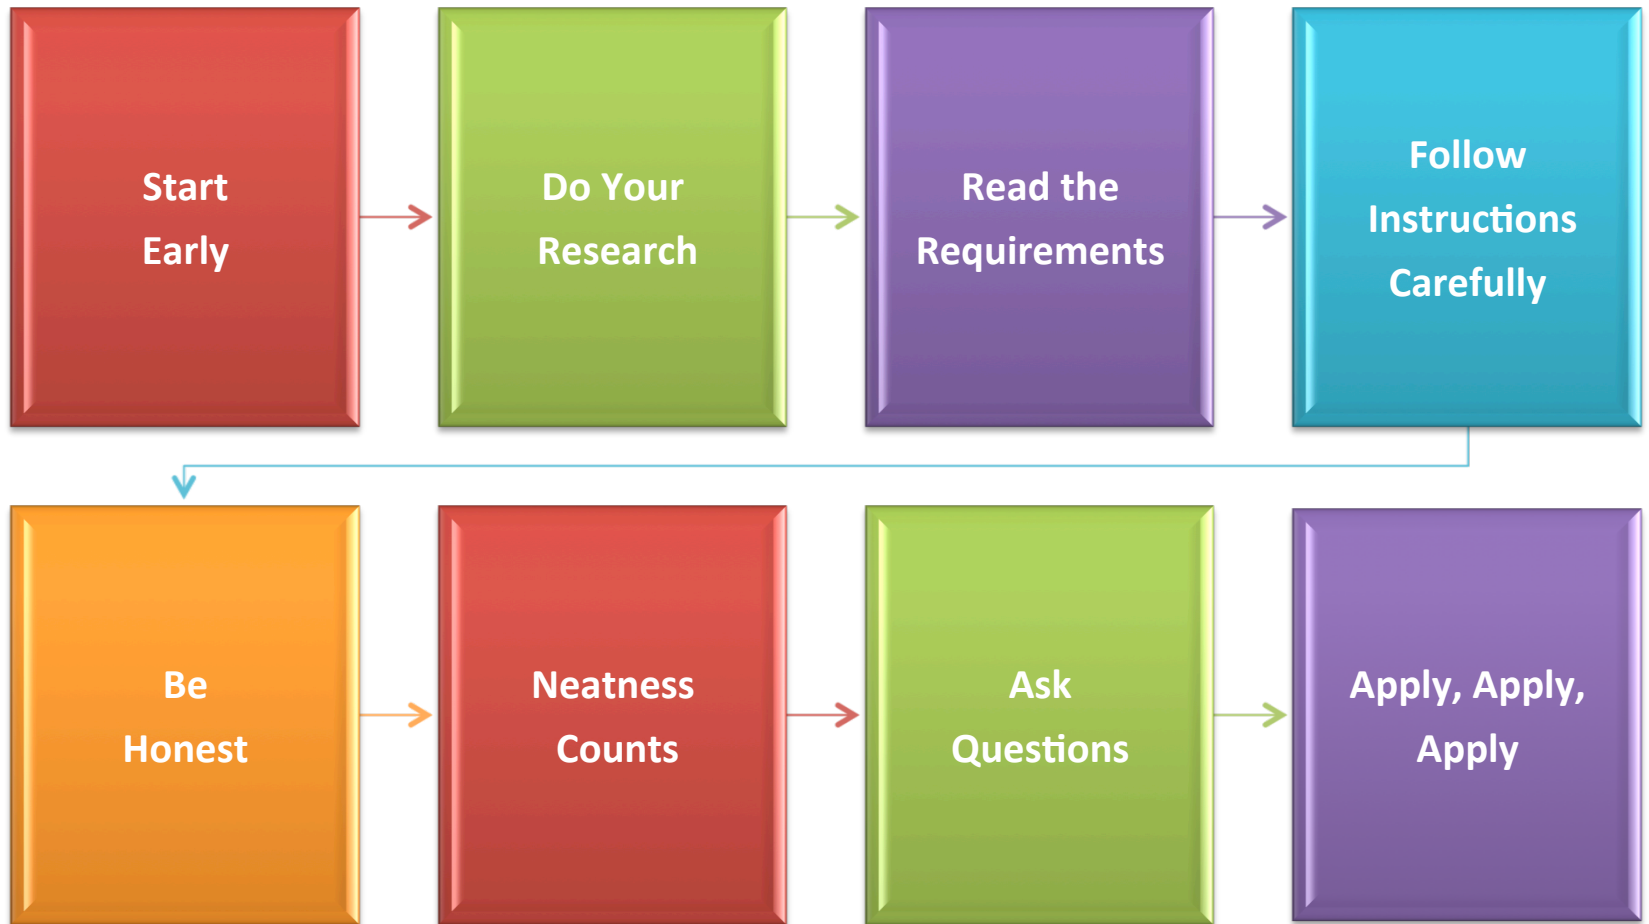 Start
Early
Do Your
Research
Read the
Requirements
Follow
Instructions
Carefully
Be
Honest
Neatness
Counts
Ask
Questions
Apply, Apply,
Apply